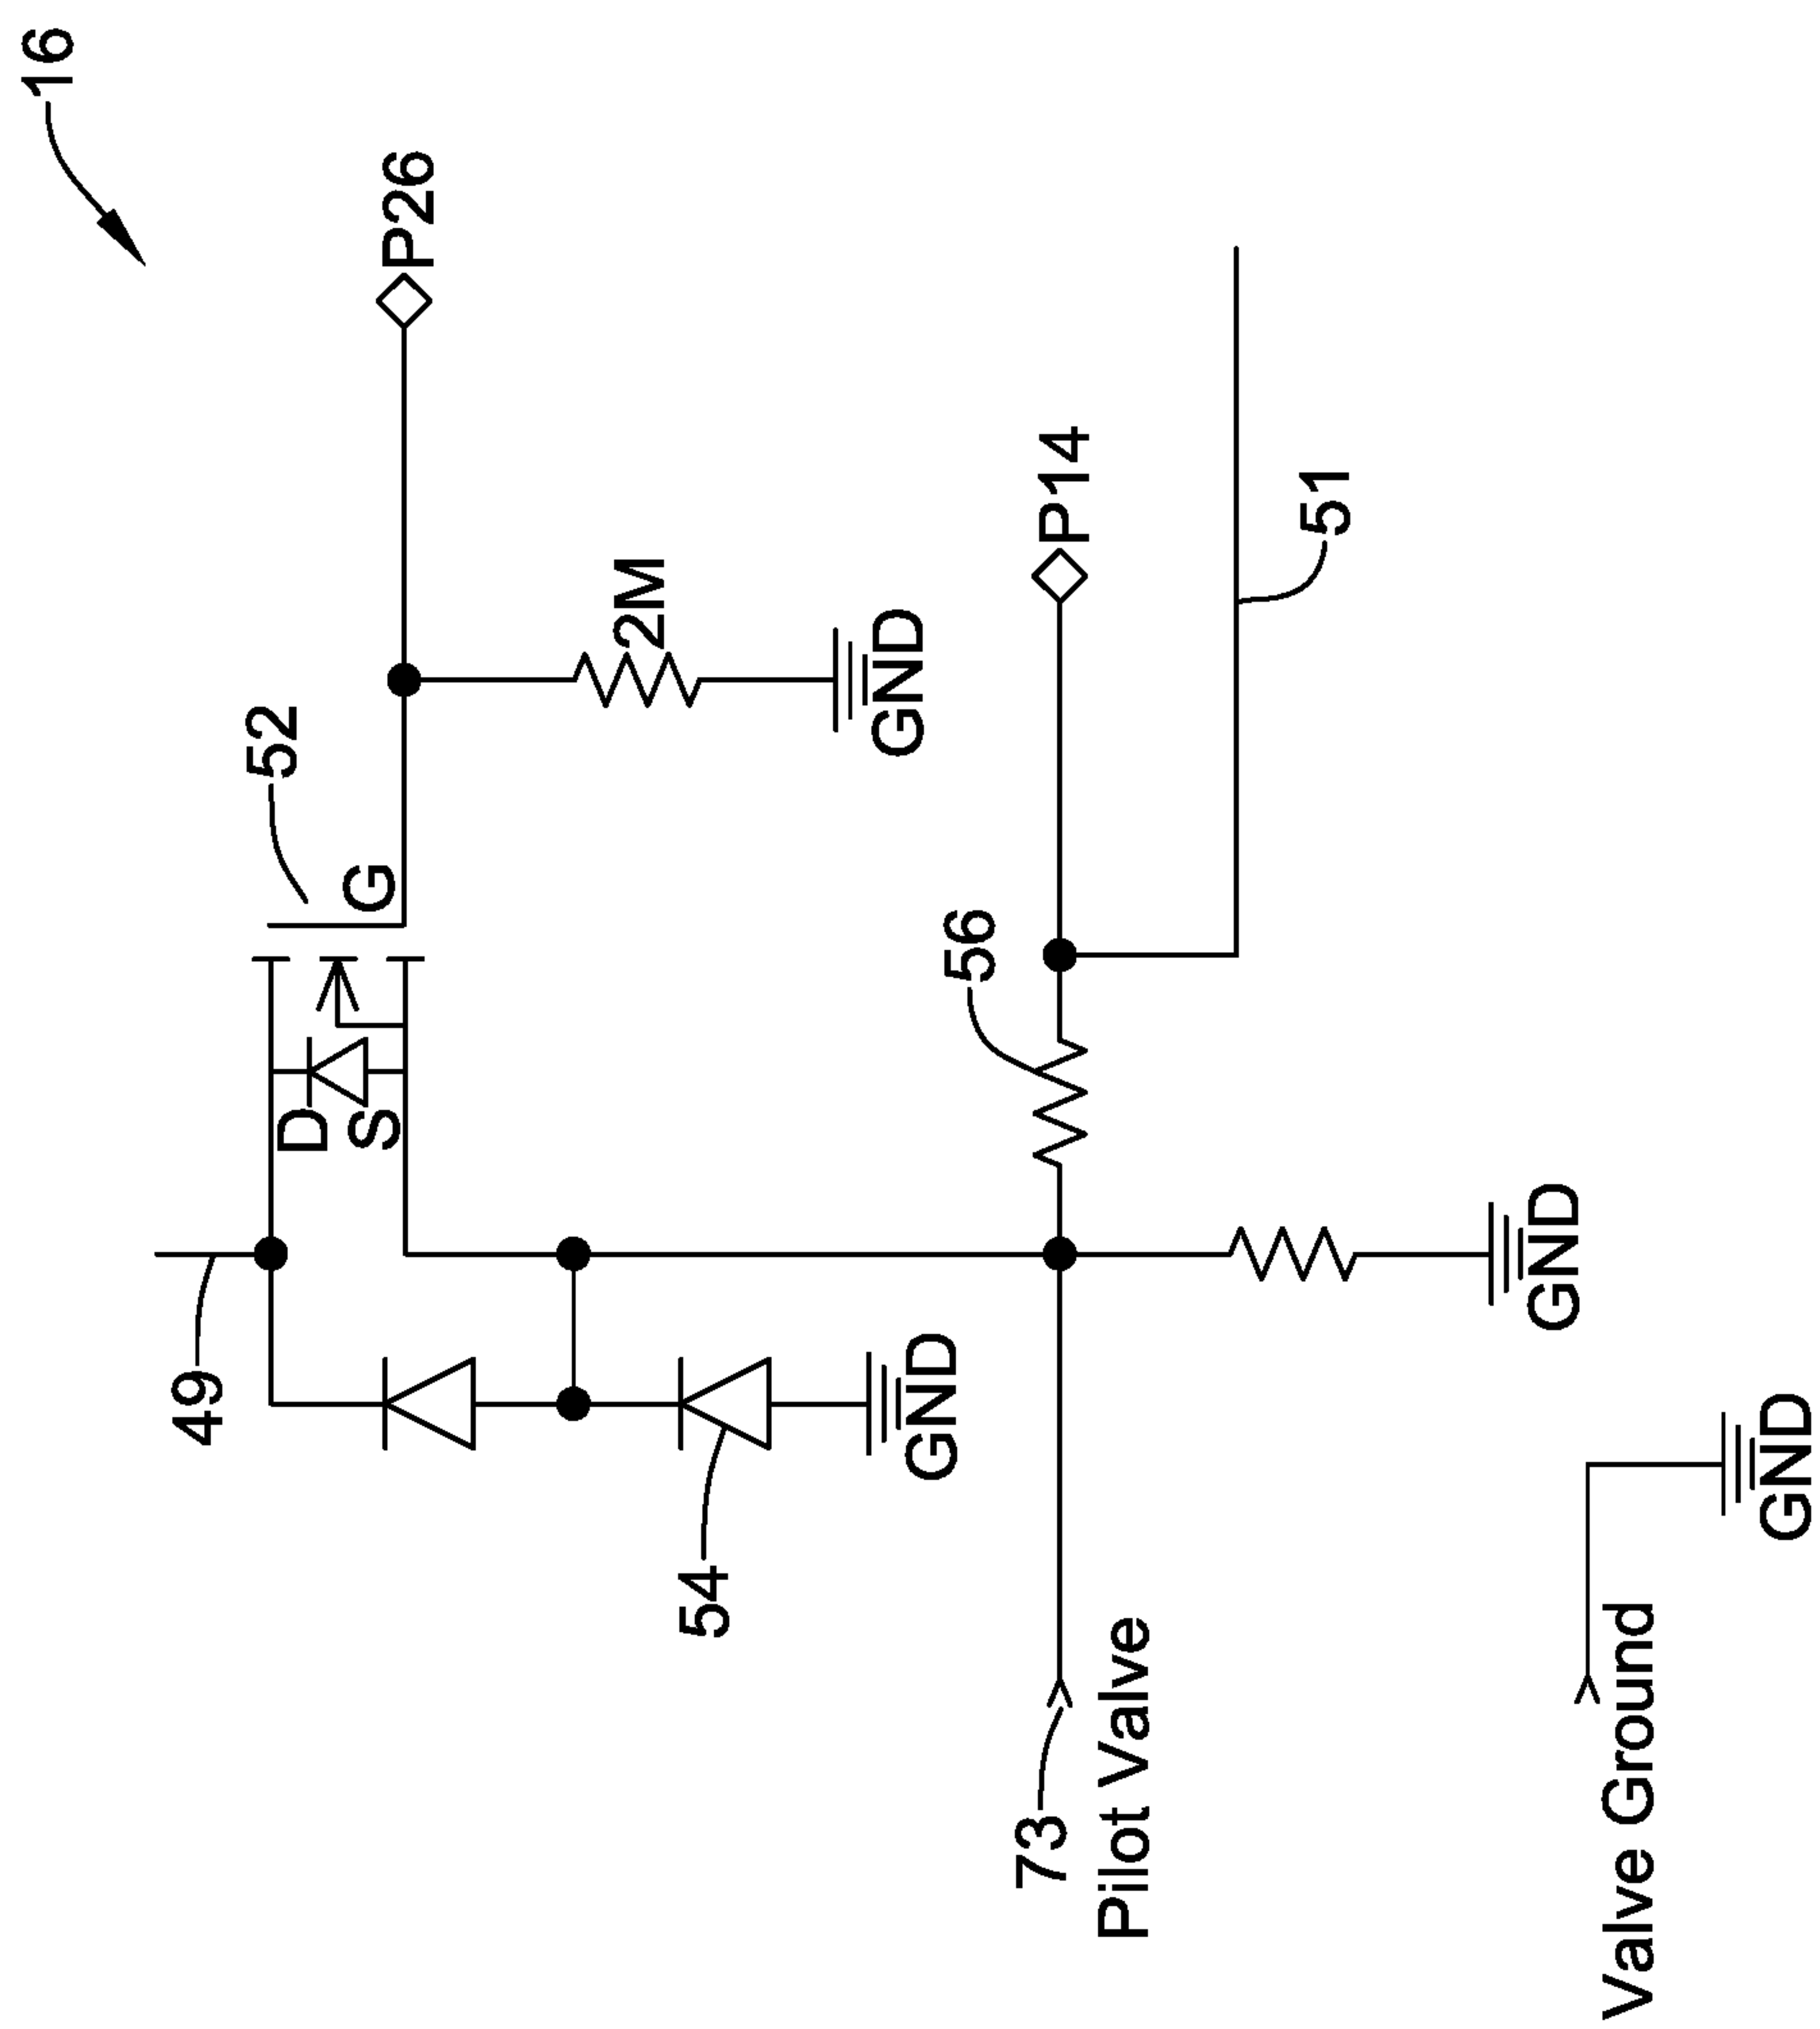 16
P26
52
G
2M
GND
D
S
49
54
GND
56
P14
51
73
Pilot Valve
GND
Valve Ground
GND